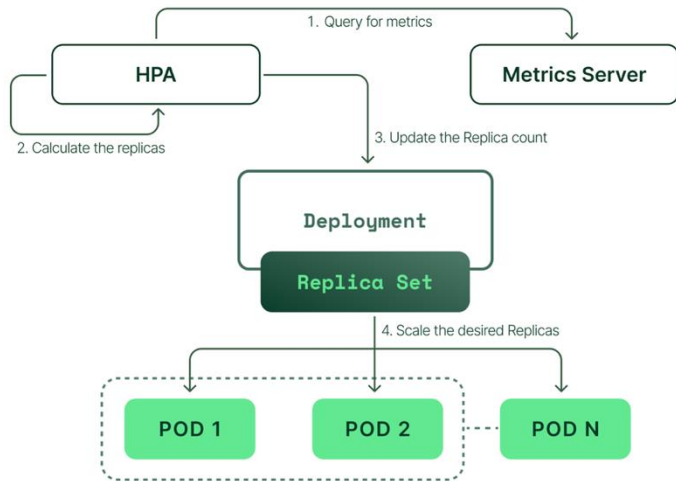 1. Query for metrics
HPA
Metrics Server
2. Calculate the replicas
3. Update the Replica count
Deployment
Replica Set
4. Scale the desired Replicas
POD 1
POD 2
POD N